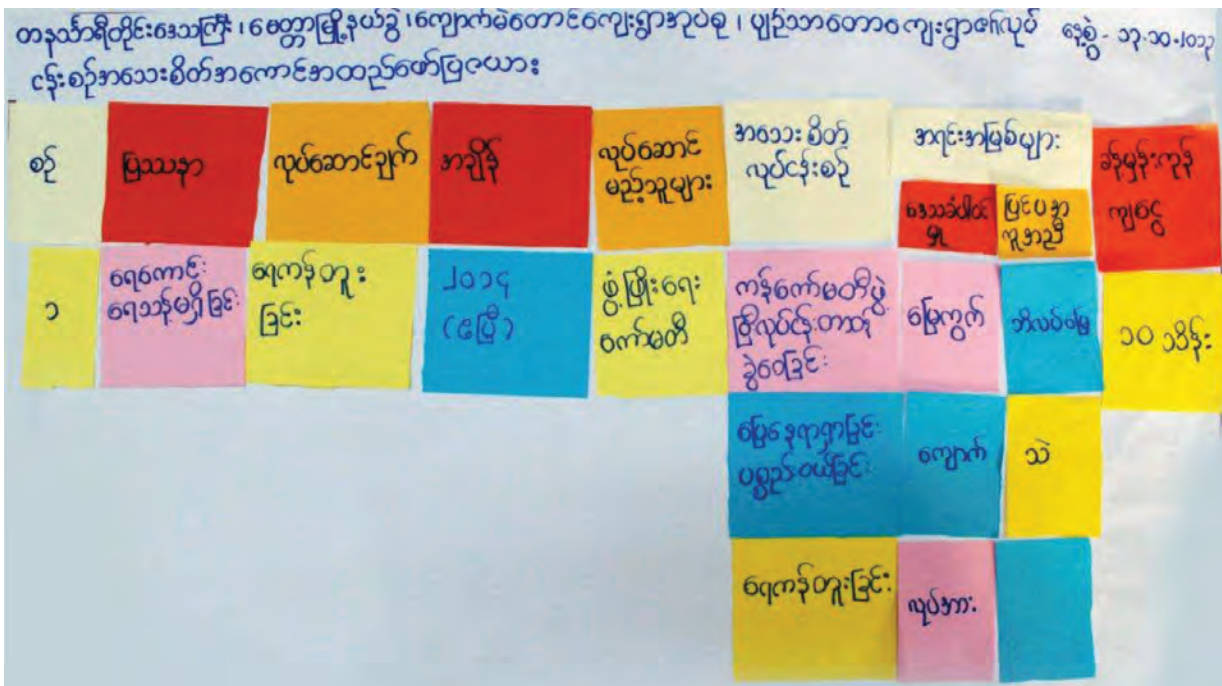 တနင်္သာရီတိုင်းဒေသကြီး ၊ မေတ္တာမြို့နယ်ခွဲ ၊ ကျောက်မဲတောင်ကျေးရွာအုပ်စု ၊ ပျဉ်သာတောကျေးရွာ၏လုပ် နေ့စွဲ - ၁၃.၁၀.၂၀၁၃
ငန်းစဉ်အသေးစိတ်အကောင်အထည်ဖော်ပြဇယား
စဉ်
ပြဿနာ
လုပ်ဆောင်ချက်
အချိန်
လုပ်ဆောင်
မည့်သူများ
အသေးစိတ်
လုပ်ငန်းစဉ်
အရင်းအမြစ်များ
ဒေသခံပါဝင်
မှု
ပြင်ပအ
ကူအညီ
ခန့်မှန်းကုန်
ကျငွေ
၁
ရေကောင်း
ရေသန့်မရှိခြင်း
ရေကန်တူး
ခြင်း
၂၀၁၄
(ဧပြီ)
ဖွံ့ဖြိုးရေး
ကော်မတီ
ကန်ကော်မတီဖွဲ့
ပြီးလုပ်ငန်းတာဝန်
ခွဲဝေခြင်း
မြေကွက်
ဘိလပ်မြေ
၁၀ သိန်း
မြေနေရာရှာခြင်း
ပစ္စည်းဝယ်ခြင်း
ကျောက်
သဲ
ရေကန်တူးခြင်း
လုပ်အား